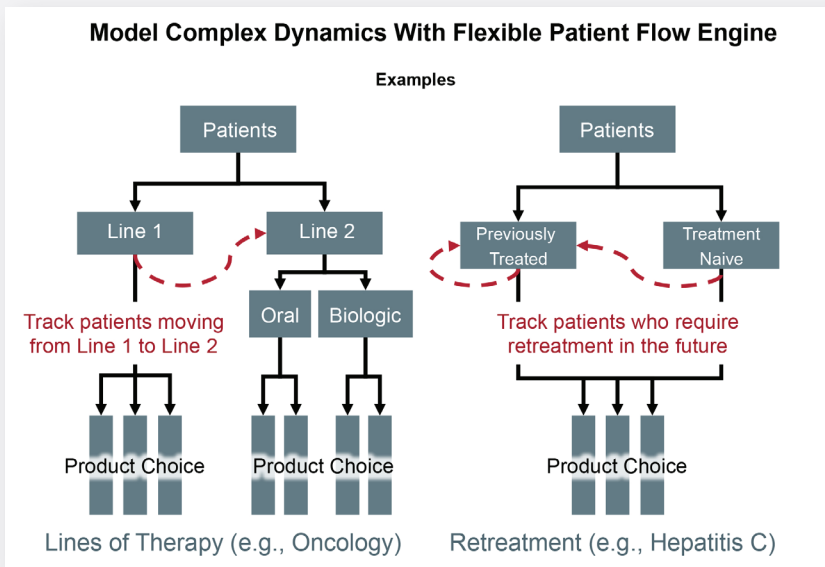 Model Complex Dynamics With Flexible Patient Flow Engine
Examples
Patients
Line 1
Line 2
Oral
Biologic
Track patients moving
from Line 1 to Line 2
Product Choice
Product Choice
Lines of Therapy (e.g., Oncology)
Patients
Previously
Treated
Treatment
Naive
Track patients who require
retreatment in the future
Product Choice
Retreatment (e.g., Hepatitis C)